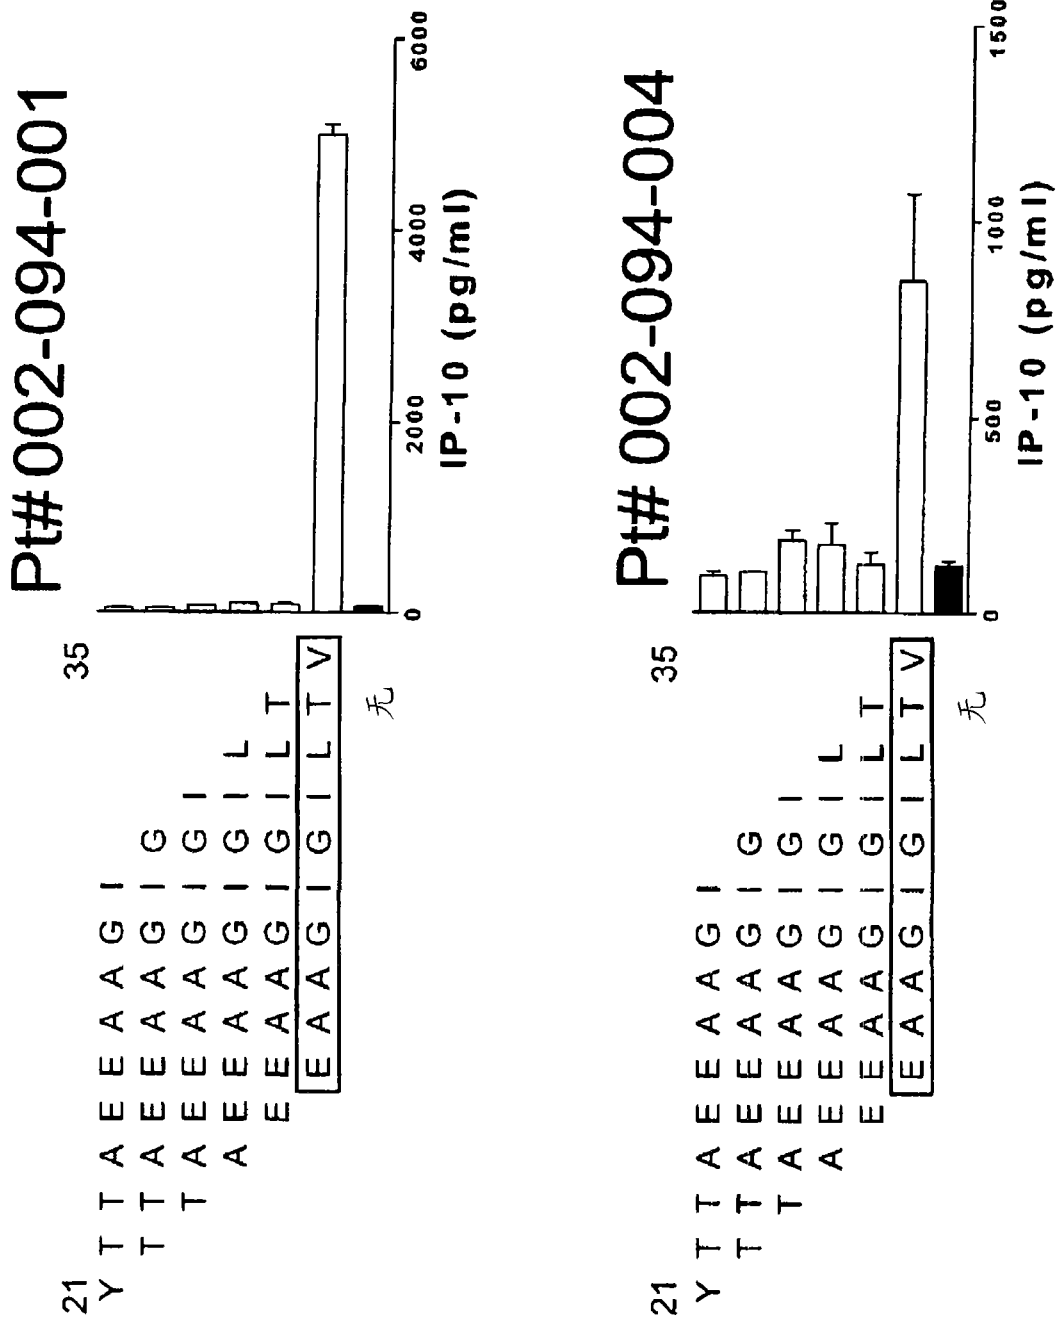 Pt# 002-094-001
21 35
Y T T A E E A A G I
T T A E E A A G I G
T A E E A A G I G I
A E E A A G I G I L
E E A A G I G I L T
E A A G I G I L T V
无
0 2000 4000 6000
IP-10 (pg/ml)
Pt# 002-094-004
21 35
Y T T A E E A A G I
T T A E E A A G I G
T A E E A A G I G I
A E E A A G I G I L
E E A A G I G I L T
E A A G I G I L T V
无
0 500 1000 1500
IP-10 (pg/ml)